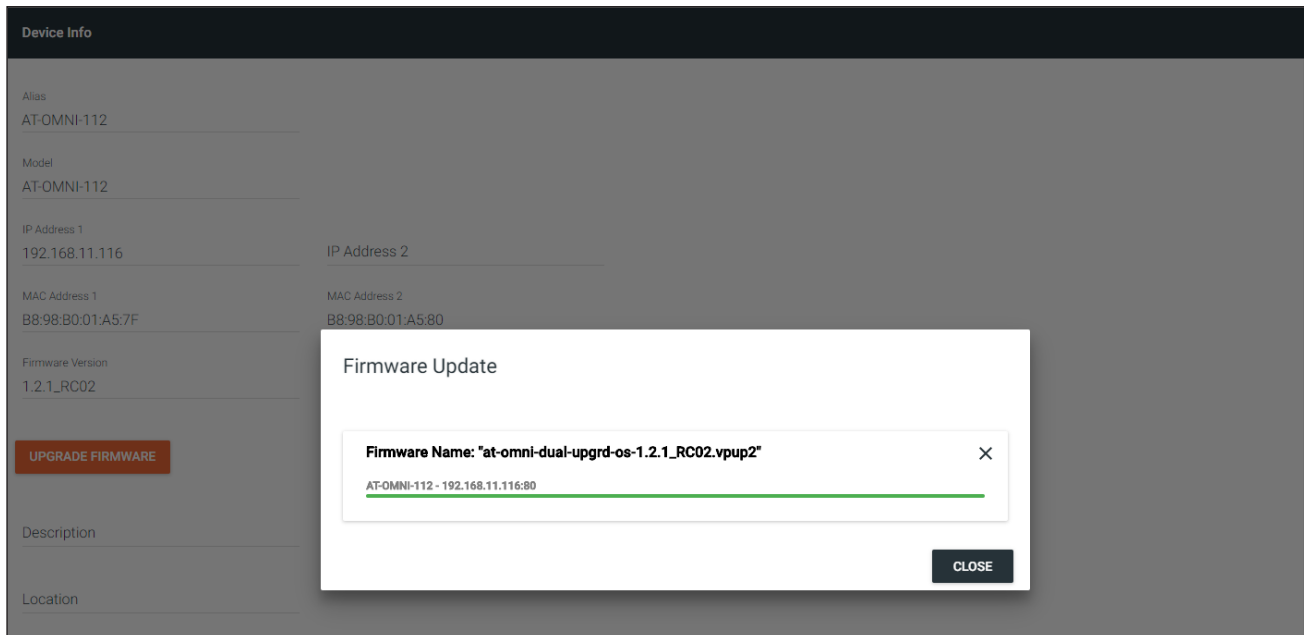 Device Info
Alias
AT-OMNI-112
Model
AT-OMNI-112
IP Address 1
192.168.11.116
IP Address 2
MAC Address 1
B8:98:B0:01:A5:7F
MAC Address 2
B8:98:B0:01:A5:80
Firmware Version
1.2.1_RC02
UPGRADE FIRMWARE
Description
Location
Firmware Update
Firmware Name: "at-omni-dual-upgrd-os-1.2.1_RC02.vpup2"
AT-OMNI-112 - 192.168.11.116:80
CLOSE